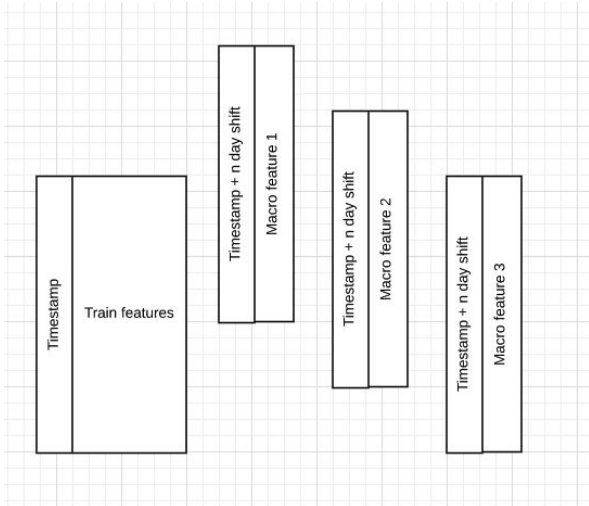 Timestamp
Train features
Timestamp + n day shift
Macro feature 1
Timestamp + n day shift
Macro feature 2
Timestamp + n day shift
Macro feature 3